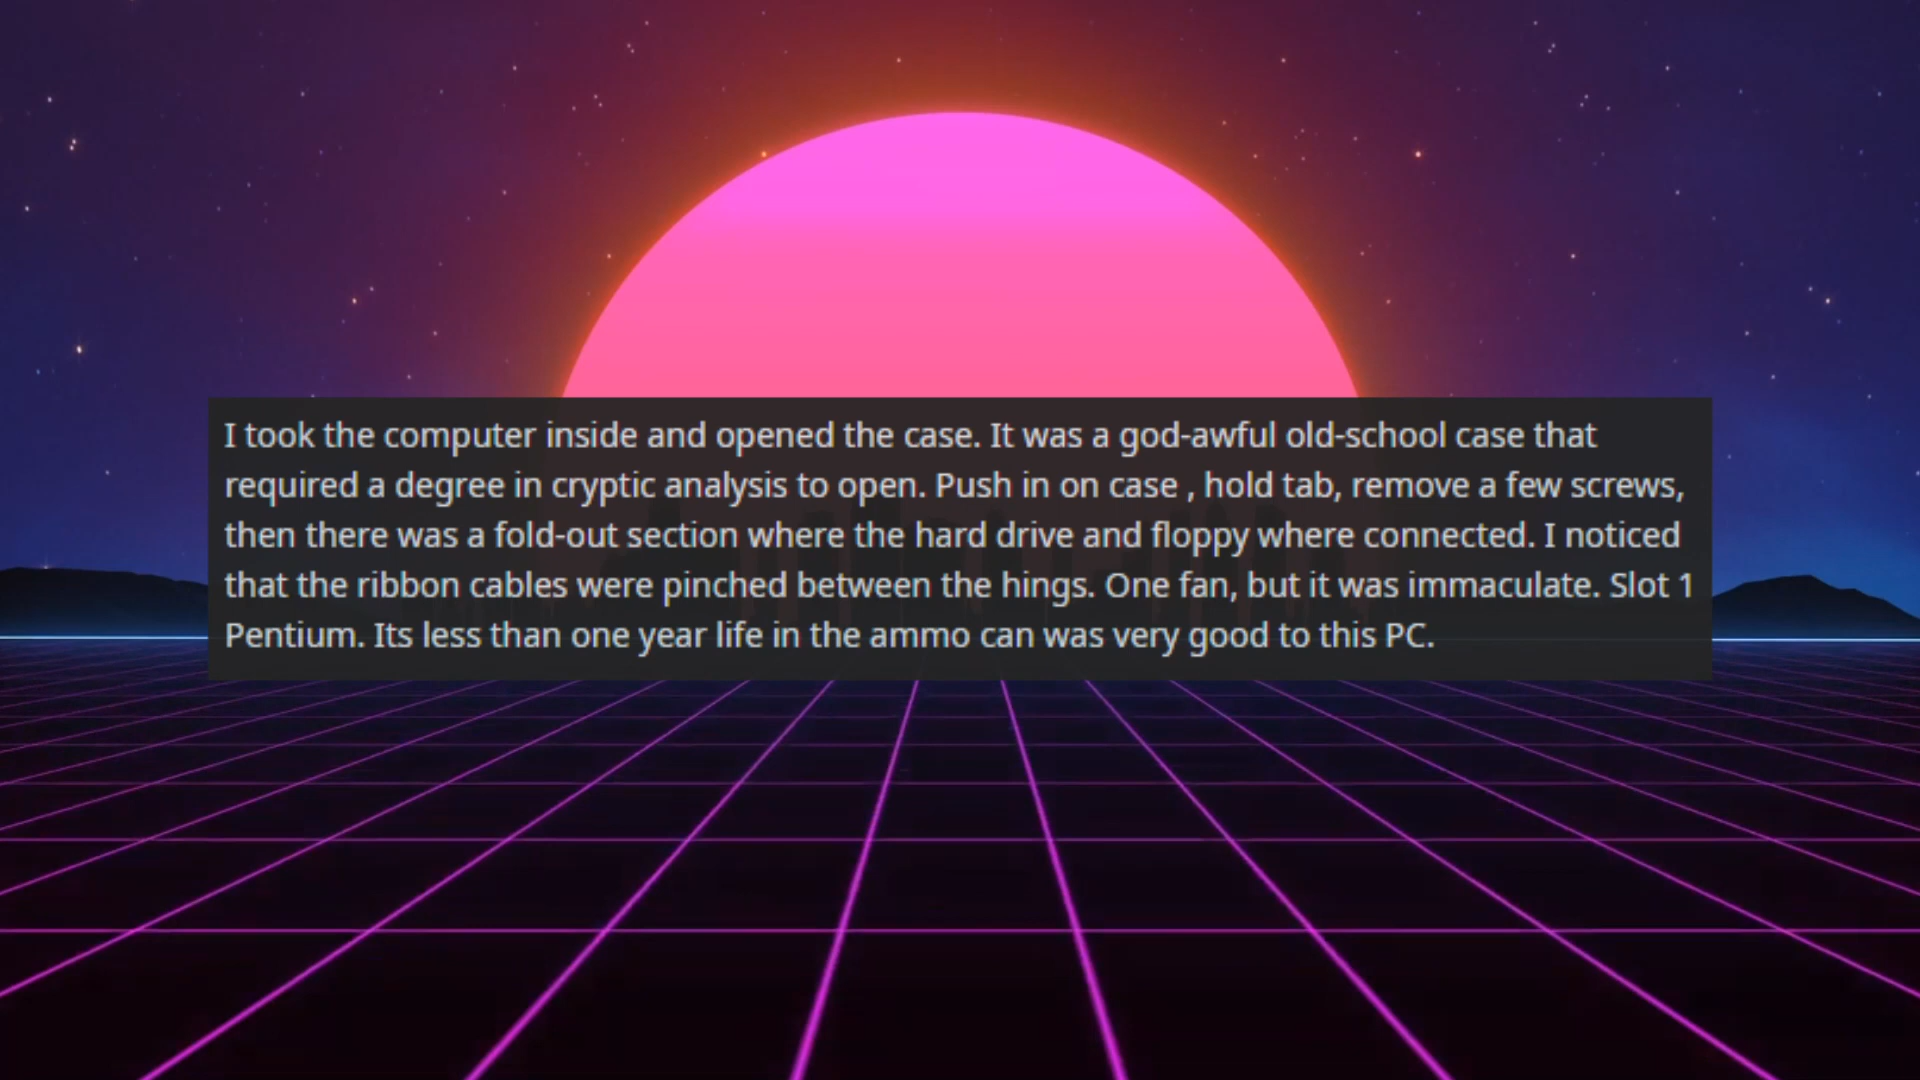 I took the computer inside and opened the case. It was a god-awful old-school case that
required a degree in cryptic analysis to open. Push in on case , hold tab, remove a few screws,
then there was a fold-out section where the hard drive and floppy where connected. I noticed
that the ribbon cables were pinched between the hings. One fan, but it was immaculate. Slot 1
Pentium. Its less than one year life in the ammo can was very good to this PC.